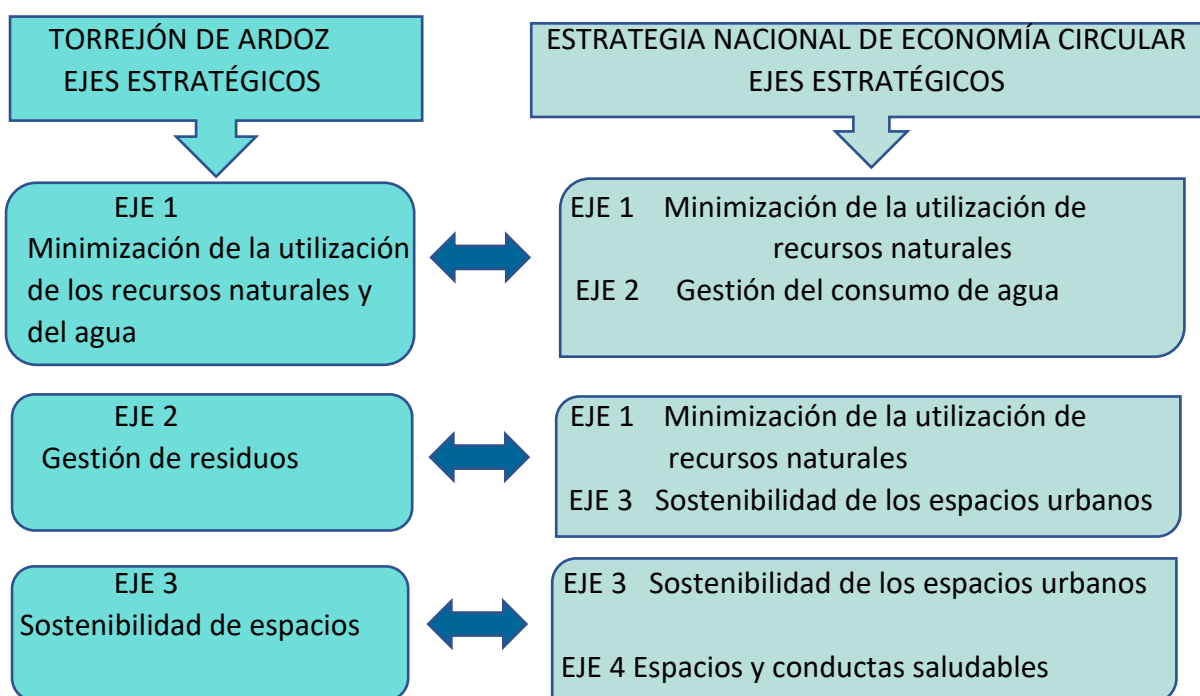 TORREJÓN DE ARDOZ
EJES ESTRATÉGICOS
ESTRATEGIA NACIONAL DE ECONOMÍA CIRCULAR
EJES ESTRATÉGICOS
EJE 1
Minimización de la utilización
de los recursos naturales y
del agua
EJE 1 Minimización de la utilización de
recursos naturales
EJE 2 Gestión del consumo de agua
EJE 2
Gestión de residuos
EJE 1 Minimización de la utilización de
recursos naturales
EJE 3 Sostenibilidad de los espacios urbanos
EJE 3
Sostenibilidad de espacios
EJE 3 Sostenibilidad de los espacios urbanos
EJE 4 Espacios y conductas saludables